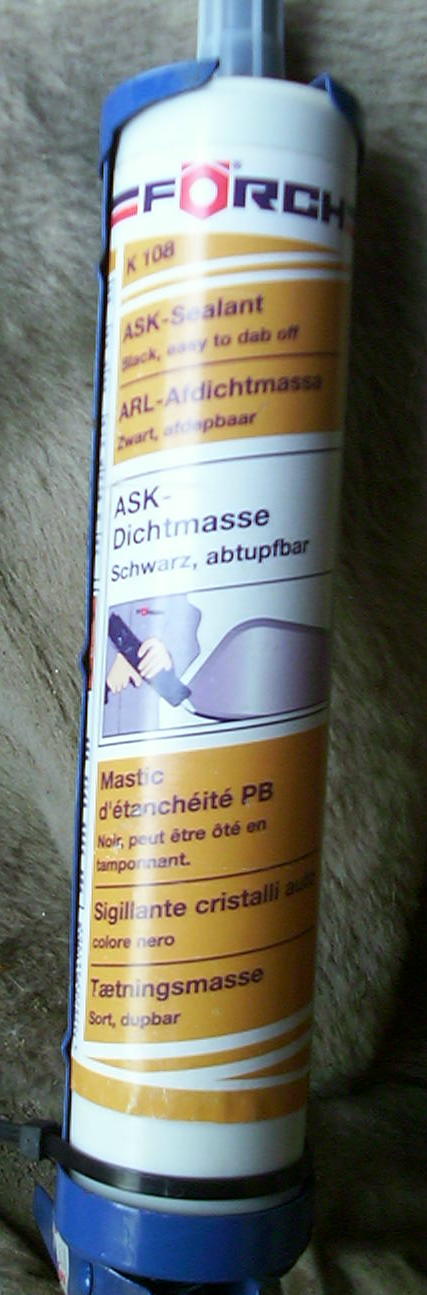 FÖRCH
K 108
ASK-Sealant
Black, easy to dab off
ARL-Afdichtmassa
Zwart, afdepbaar
ASK-
Dichtmasse
Schwarz, abtupfbar
Mastic
d'étanchéité PB
Noir, peut être ôté en
tamponnant.
Sigillante cristalli auto
colore nero
Tætningsmasse
Sort, dupbar